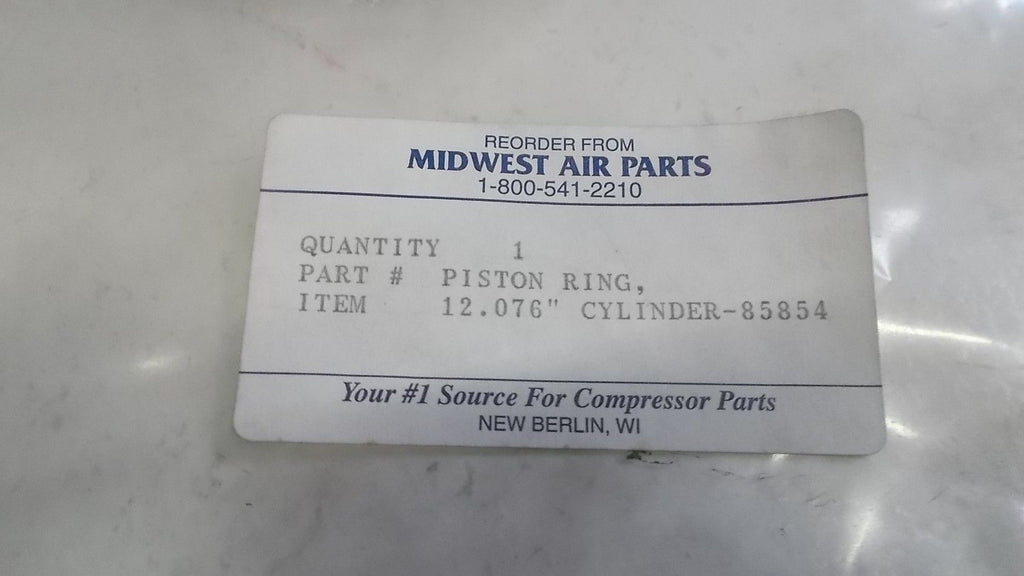 REORDER FROM
MIDWEST AIR PARTS
1-800-541-2210
QUANTITY 1
PART # PISTON RING,
ITEM 12.076" CYLINDER-85854
Your #1 Source For Compressor Parts
NEW BERLIN, WI